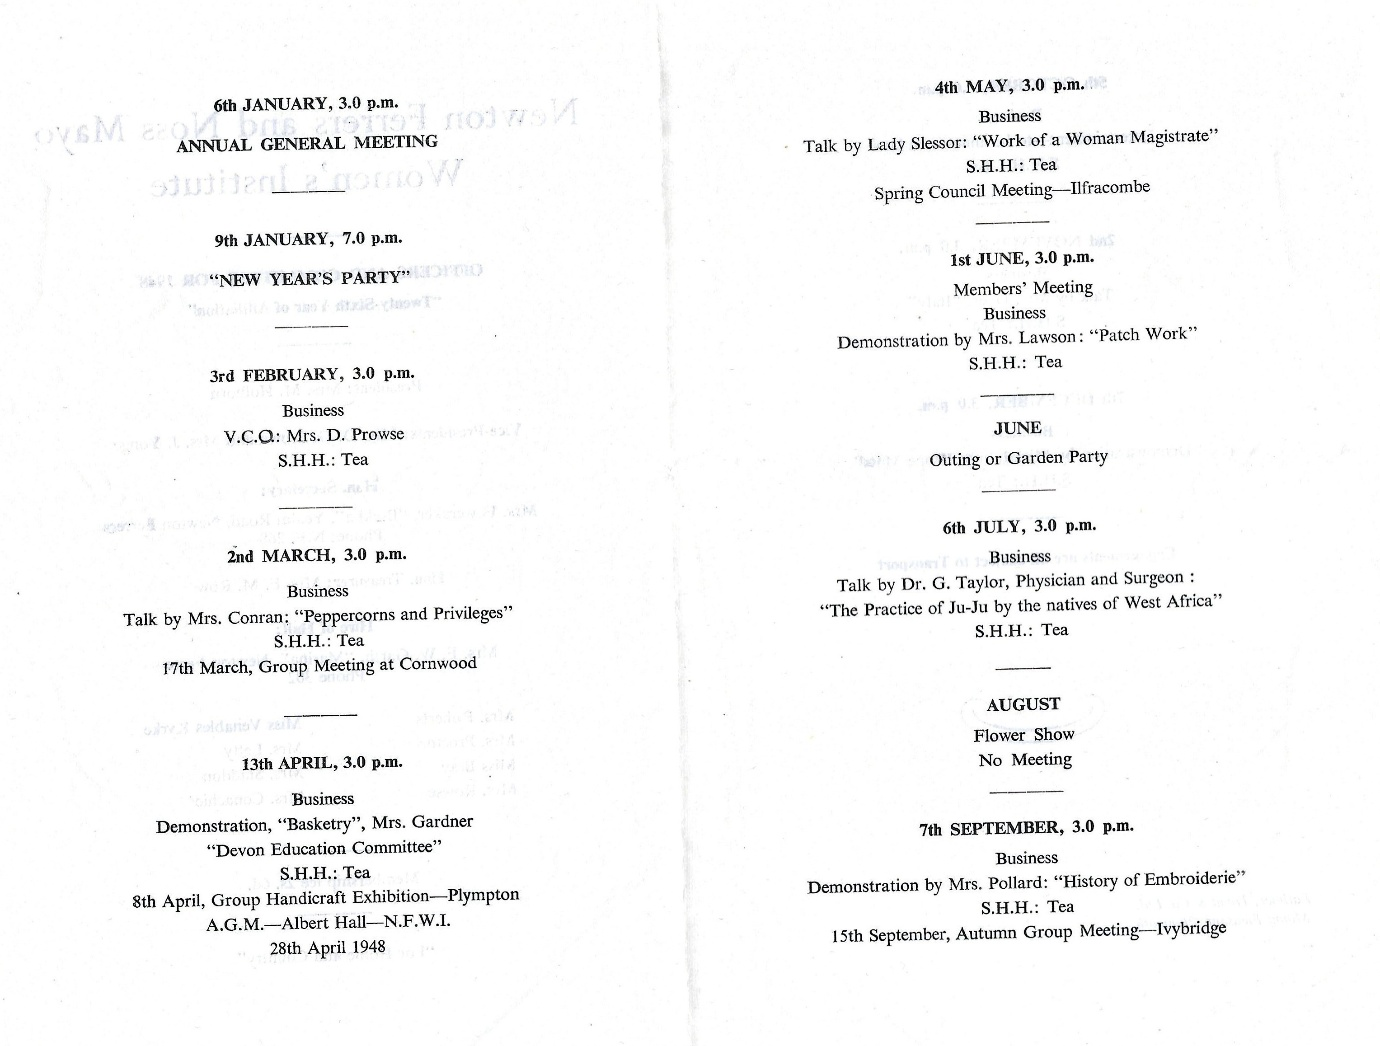 6th JANUARY, 3.0 p.m.
ANNUAL GENERAL MEETING
9th JANUARY, 7.0 p.m.
“NEW YEAR’S PARTY”
3rd FEBRUARY, 3.0 p.m.
Business
V.C.O.: Mrs. D. Prowse
S.H.H.: Tea
2nd MARCH, 3.0 p.m.
Business
Talk by Mrs. Conran: “Peppercorns and Privileges”
S.H.H.: Tea
17th March, Group Meeting at Cornwood
13th APRIL, 3.0 p.m.
Business
Demonstration, “Basketry”, Mrs. Gardner
“Devon Education Committee”
S.H.H.: Tea
8th April, Group Handicraft Exhibition—Plympton
A.G.M.—Albert Hall—N.F.W.I.
28th April 1948
4th MAY, 3.0 p.m.
Business
Talk by Lady Slessor: “Work of a Woman Magistrate”
S.H.H.: Tea
Spring Council Meeting—Ilfracombe
1st JUNE, 3.0 p.m.
Members’ Meeting
Business
Demonstration by Mrs. Lawson: “Patch Work”
S.H.H.: Tea
JUNE
Outing or Garden Party
6th JULY, 3.0 p.m.
Business
Talk by Dr. G. Taylor, Physician and Surgeon :
“The Practice of Ju-Ju by the natives of West Africa”
S.H.H.: Tea
AUGUST
Flower Show
No Meeting
7th SEPTEMBER, 3.0 p.m.
Business
Demonstration by Mrs. Pollard: “History of Embroiderie”
S.H.H.: Tea
15th September, Autumn Group Meeting—Ivybridge